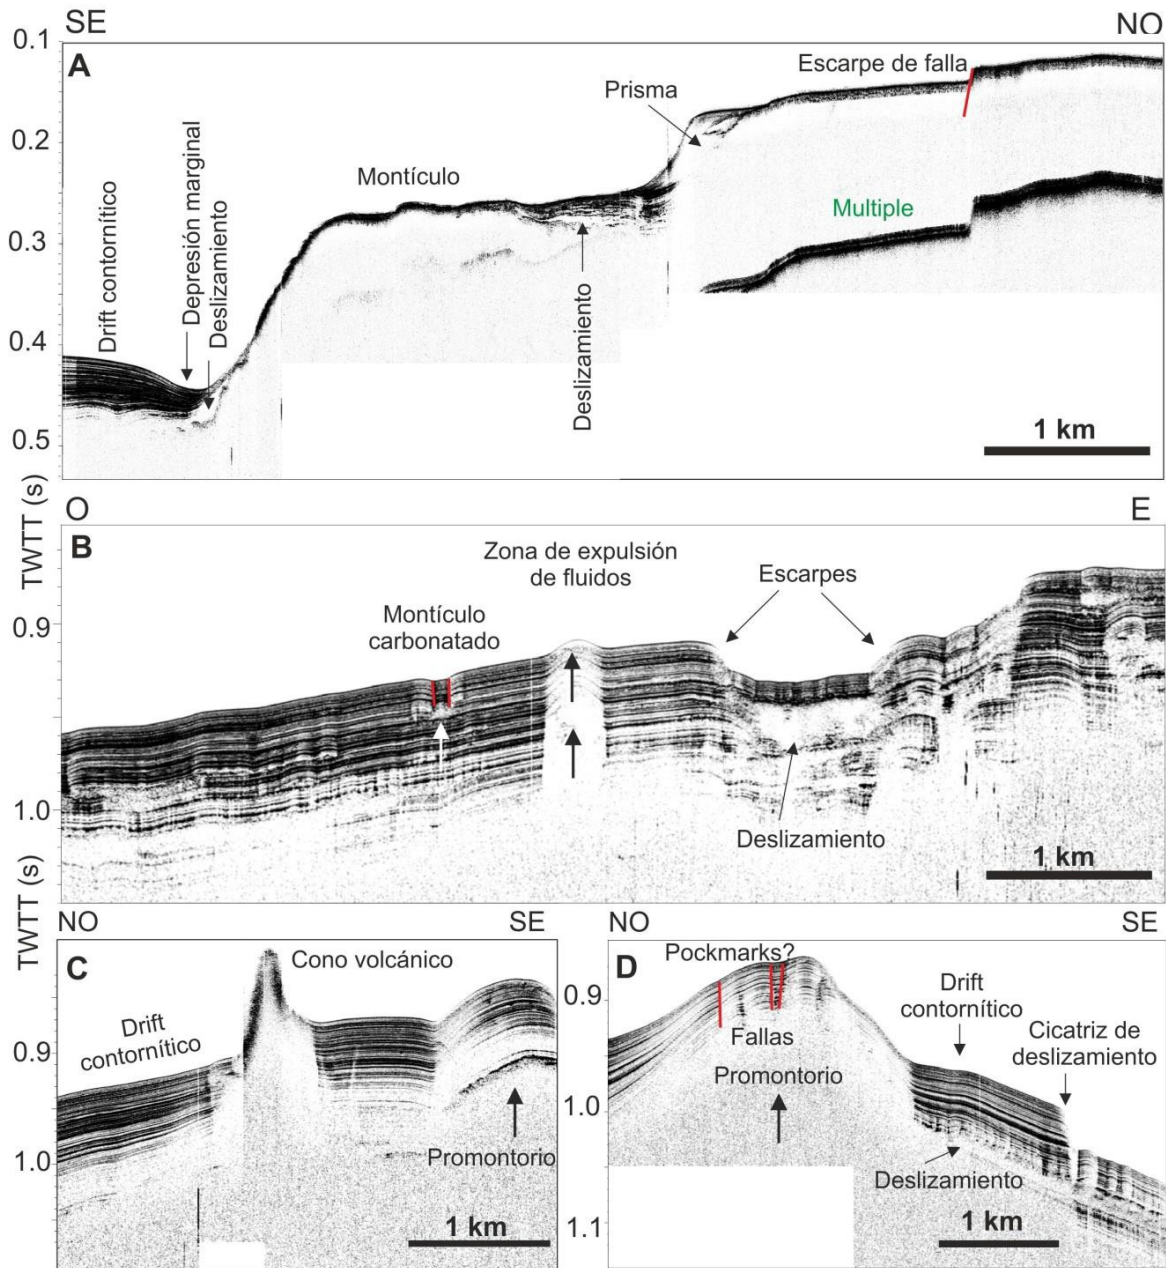 SE
NO
0.1
A
Escarpe de falla
Prisma
0.2
Depresión marginal
Deslizamiento
Drift contornítico
Montículo
Multiple
0.3
Deslizamiento
0.4
0.5
1 km
TWTT (s)
O
E
B
Zona de expulsión
de fluidos
Escarpes
Montículo
carbonatado
0.9
1.0
Deslizamiento
1 km
TWTT (s)
NO
SE
C
Cono volcánico
Drift
contornítico
0.9
1.0
Promontorio
1 km
NO
SE
D
Pockmarks?
0.9
Drift
contornítico
Cicatriz de
deslizamiento
Fallas
Promontorio
1.0
Deslizamiento
1.1
1 km